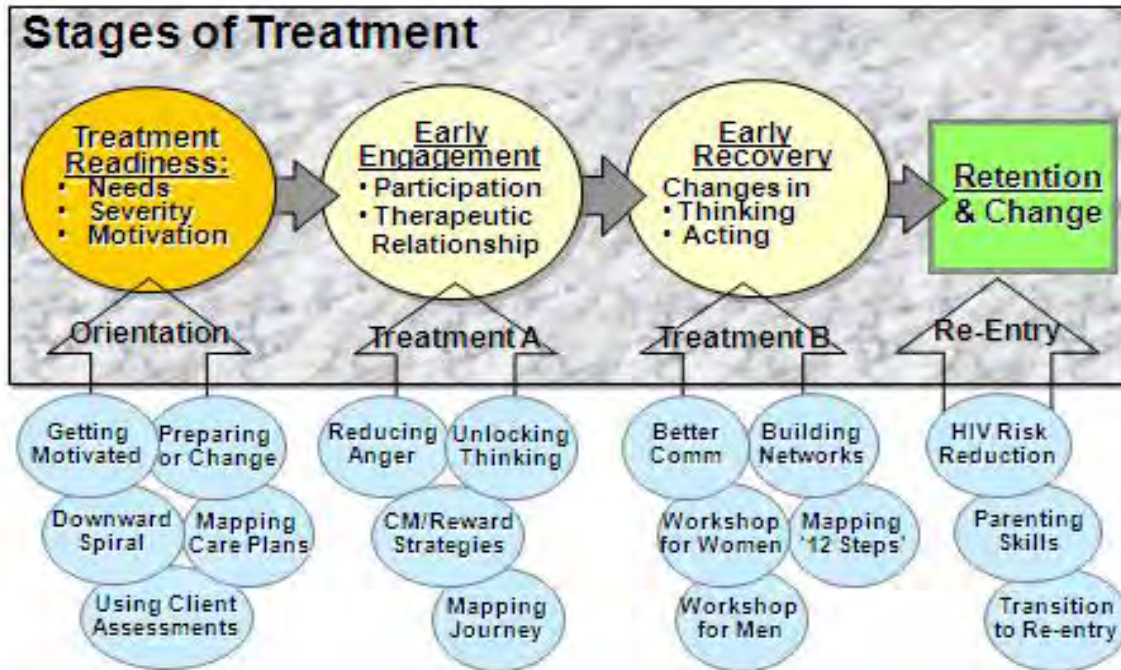 Stages of Treatment
Treatment
Readiness:
• Needs
• Severity
• Motivation
Early
Engagement
• Participation
• Therapeutic
Relationship
Early
Recovery
Changes in
• Thinking
• Acting
Retention
& Change
Orientation
Treatment A
Treatment B
Re-Entry
Getting
Motivated
Preparing
or Change
Downward
Spiral
Mapping
Care Plans
Using Client
Assessments
Reducing
Anger
Unlocking
Thinking
CM/Reward
Strategies
Mapping
Journey
Better
Comm
Building
Networks
Workshop
for Women
Mapping
'12 Steps'
Workshop
for Men
HIV Risk
Reduction
Parenting
Skills
Transition
to Re-entry